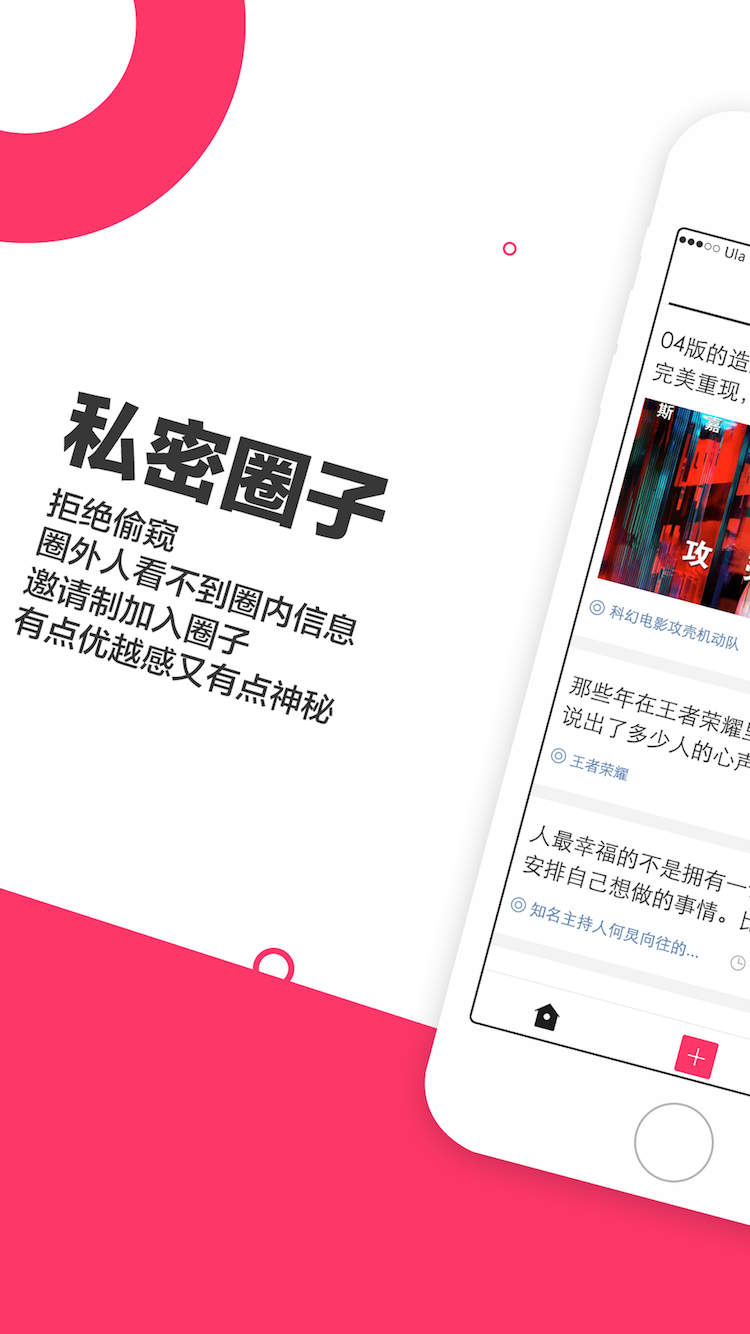 私密圈子
拒绝偷窥
圈外人看不到圈内信息
邀请制加入圈子
有点优越感又有点神秘
Ula
04版的造
完美重现，
斯 嘉
攻
科幻电影攻壳机动队
那些年在王者荣耀
说出了多少人的心声
王者荣耀
人最幸福的不是拥有一
安排自己想做的事情。比
知名主持人何炅向往的...